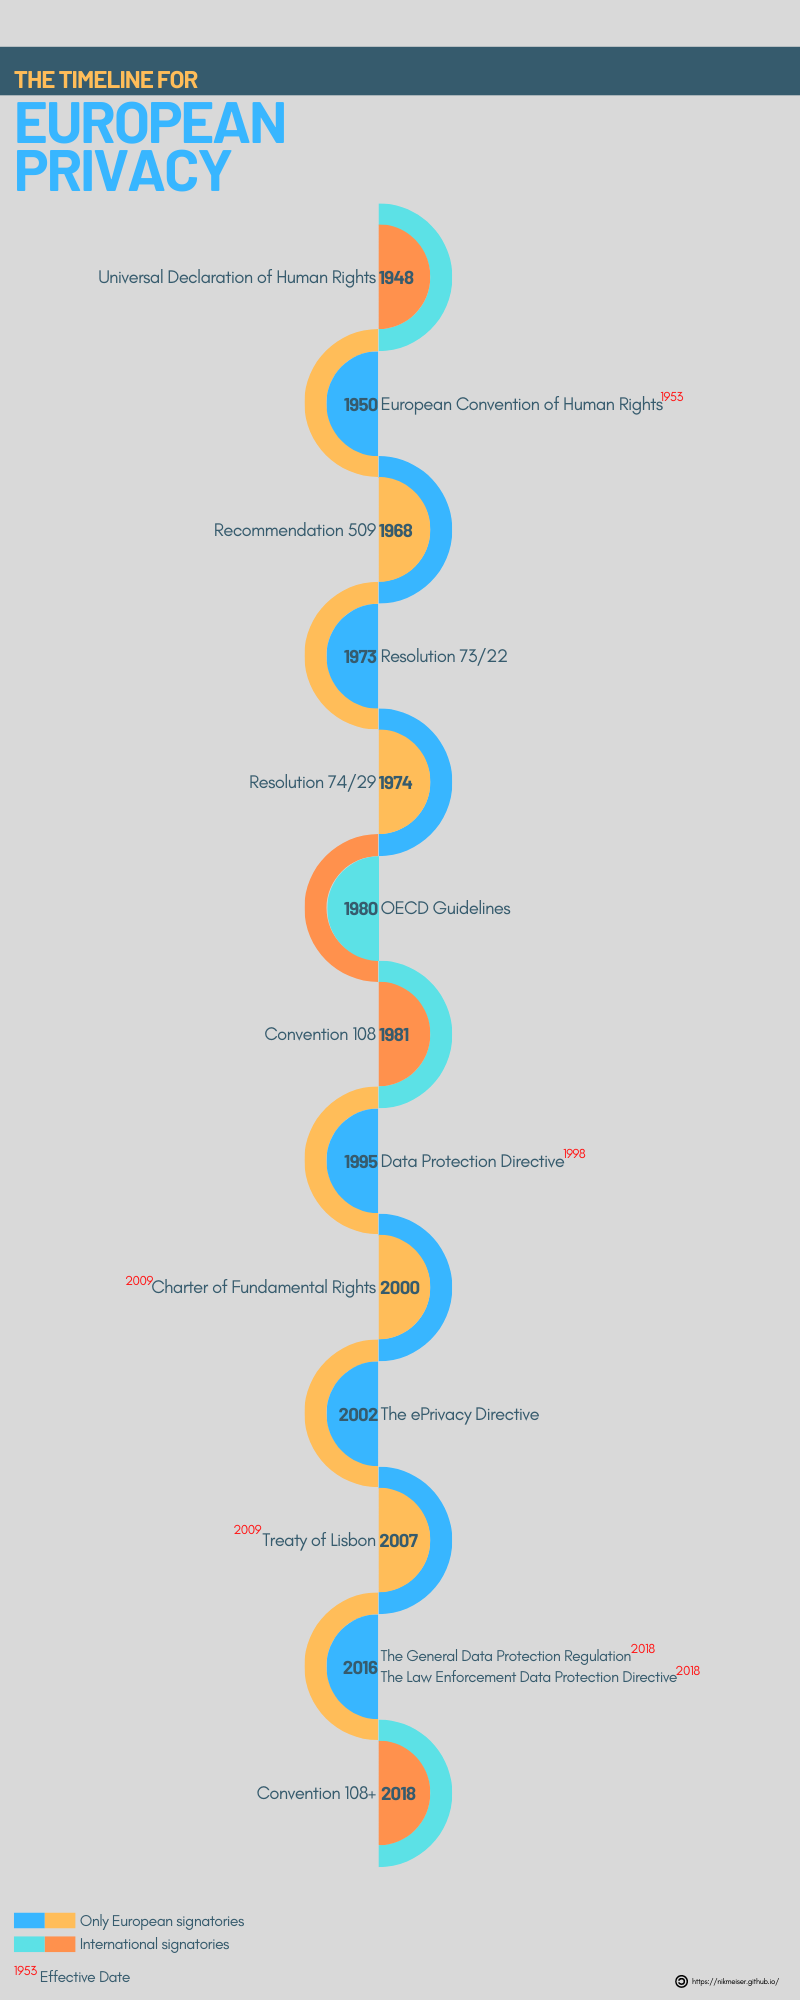 THE TIMELINE FOR
EUROPEAN
PRIVACY
Universal Declaration of Human Rights 1948
1950 European Convention of Human Rights 1953
Recommendation 509 1968
1973 Resolution 73/22
Resolution 74/29 1974
1980 OECD Guidelines
Convention 108 1981
1995 Data Protection Directive 1998
2009 Charter of Fundamental Rights 2000
2002 The ePrivacy Directive
2009 Treaty of Lisbon 2007
2016 The General Data Protection Regulation 2018
The Law Enforcement Data Protection Directive 2018
Convention 108+ 2018
Only European signatories
International signatories
1953 Effective Date
https://nikmeiser.github.io/